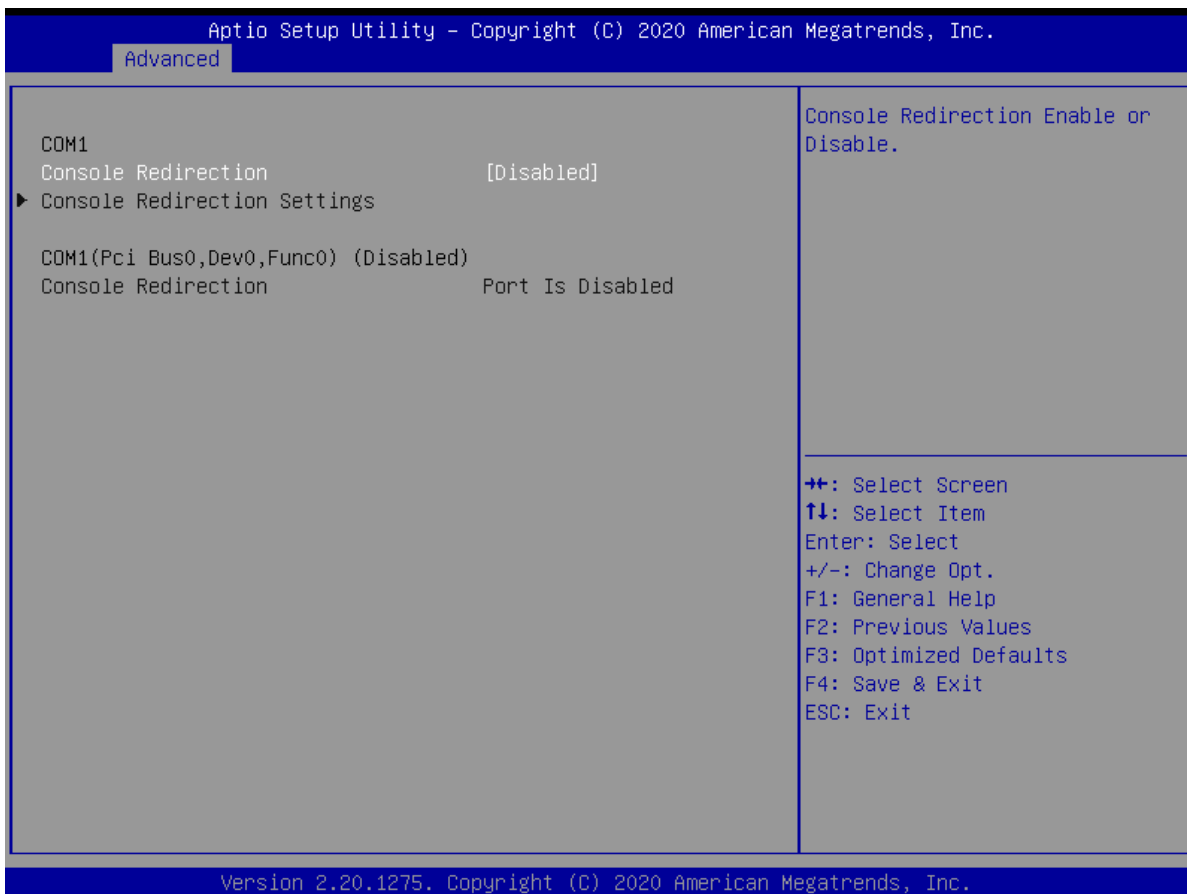 Aptio Setup Utility – Copyright (C) 2020 American Megatrends, Inc.
Advanced
COM1
Console Redirection [Disabled]
▶ Console Redirection Settings
COM1(Pci Bus0,Dev0,Func0) (Disabled)
Console Redirection Port Is Disabled
Console Redirection Enable or
Disable.
→←: Select Screen
↑↓: Select Item
Enter: Select
+/-: Change Opt.
F1: General Help
F2: Previous Values
F3: Optimized Defaults
F4: Save & Exit
ESC: Exit
Version 2.20.1275. Copyright (C) 2020 American Megatrends, Inc.